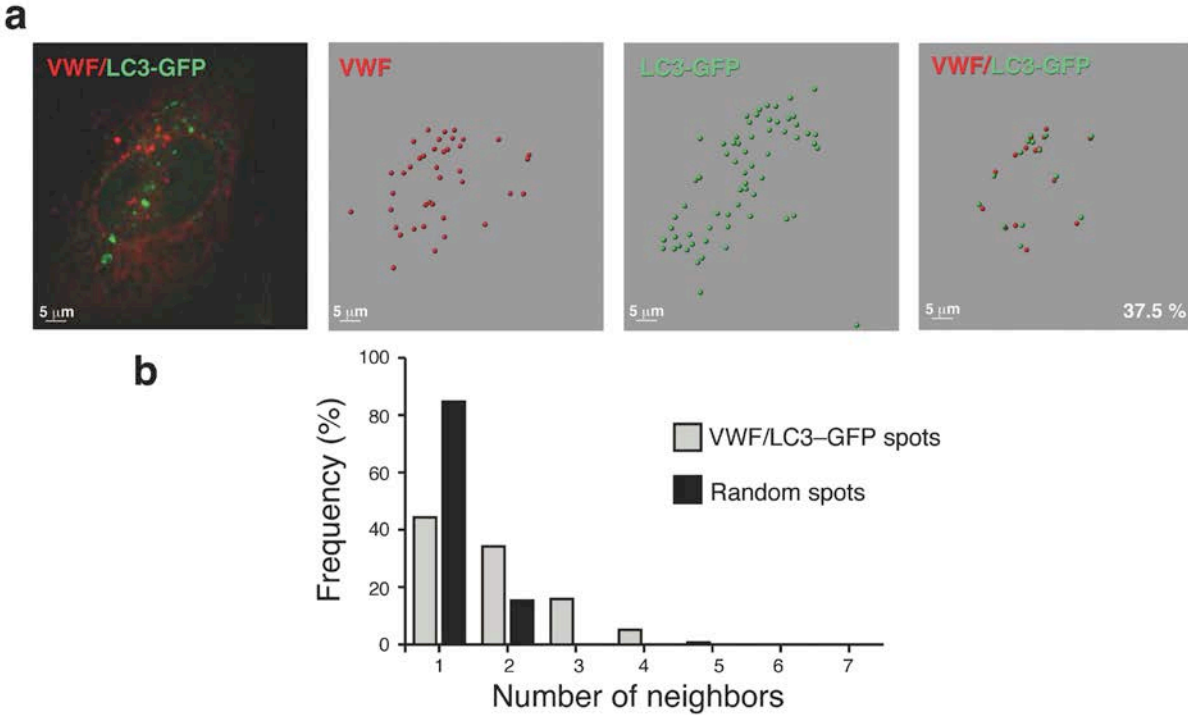 a
VWF/LC3-GFP
VWF
LC3-GFP
VWF/LC3-GFP
5 μm
5 μm
5 μm
5 μm
37.5 %
b
100
80
60
40
20
0
Frequency (%)
VWF/LC3–GFP spots
Random spots
1 2 3 4 5 6 7
Number of neighbors